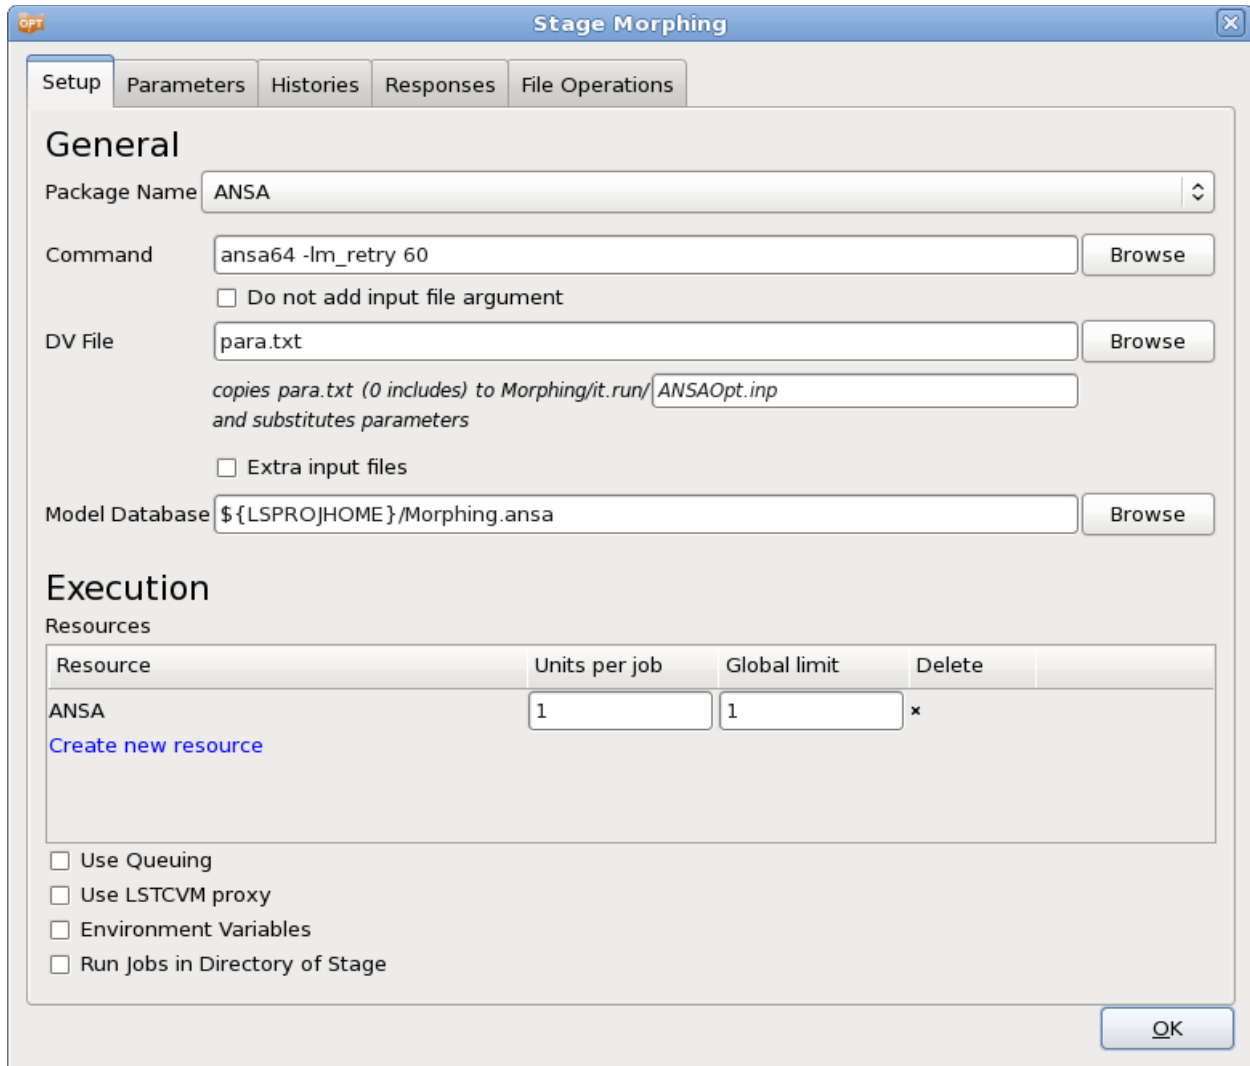 OPT Stage Morphing
Setup Parameters Histories Responses File Operations
General
Package Name ANSA
Command ansa64 -lm_retry 60 Browse
Do not add input file argument
DV File para.txt Browse
copies para.txt (0 includes) to Morphing/it.run/ ANSAOpt.inp
and substitutes parameters
Extra input files
Model Database ${LSPROJHOME}/Morphing.ansa Browse
Execution
Resources
Resource Units per job Global limit Delete
ANSA 1 1 ×
Create new resource
Use Queuing
Use LSTCVM proxy
Environment Variables
Run Jobs in Directory of Stage
OK